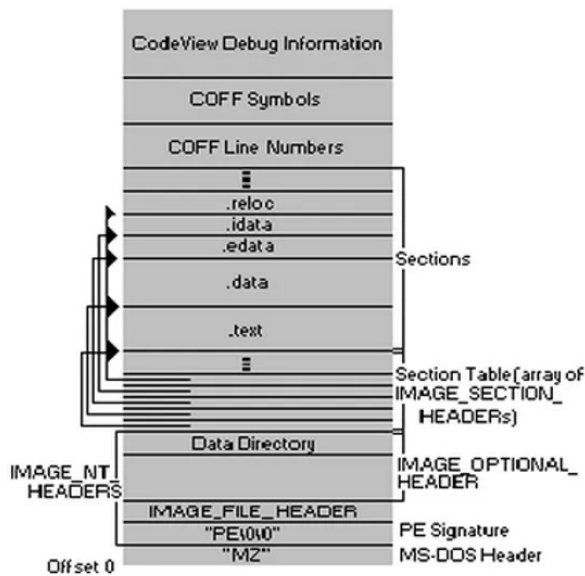 CodeView Debug Information
COFF Symbols
COFF Line Numbers
.reloc
.idata
.edata
Sections
.data
.text
Section Table(array of
IMAGE_SECTION_
HEADERs)
Data Directory
IMAGE_NT_
HEADERS
IMAGE_OPTIONAL_
HEADER
IMAGE_FILE_HEADER
"PE\0\0"
PE Signature
"MZ"
MS-DOS Header
Offset 0